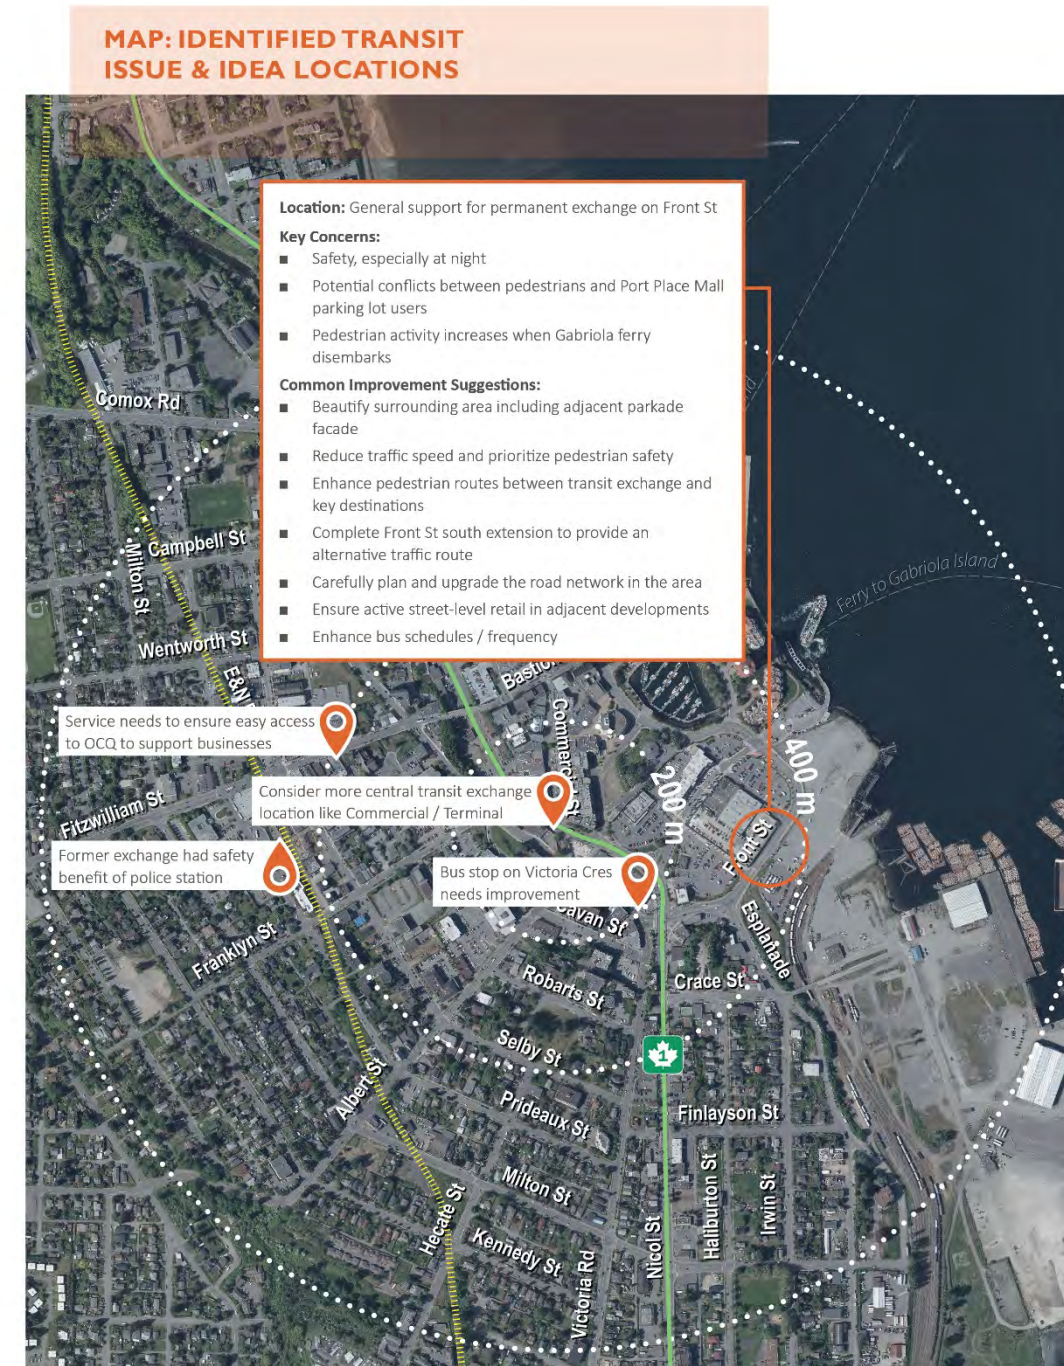 MAP: IDENTIFIED TRANSIT
ISSUE & IDEA LOCATIONS
Location: General support for permanent exchange on Front St
Key Concerns:
■ Safety, especially at night
■ Potential conflicts between pedestrians and Port Place Mall
parking lot users
■ Pedestrian activity increases when Gabriola ferry
disembarks
Common Improvement Suggestions:
■ Beautify surrounding area including adjacent parkade
facade
■ Reduce traffic speed and prioritize pedestrian safety
■ Enhance pedestrian routes between transit exchange and
key destinations
■ Complete Front St south extension to provide an
alternative traffic route
■ Carefully plan and upgrade the road network in the area
■ Ensure active street-level retail in adjacent developments
■ Enhance bus schedules / frequency
Comox Rd
Campbell St
Milton St
Ferry to Gabriola Island
Wentworth St
E&N
Bastion
Commercial St
Service needs to ensure easy access
to OCQ to support businesses
400 m
200 m
Consider more central transit exchange
location like Commercial / Terminal
Fitzwilliam St
Front St
Former exchange had safety
benefit of police station
Bus stop on Victoria Cres
needs improvement
Cavan St
Esplanade
Franklyn St
Robarts St
Crace St
Selby St
1
Albert St
Prideaux St
Finlayson St
Milton St
Haliburton St
Irwin St
Hecate St
Kennedy St
Nicol St
Victoria Rd